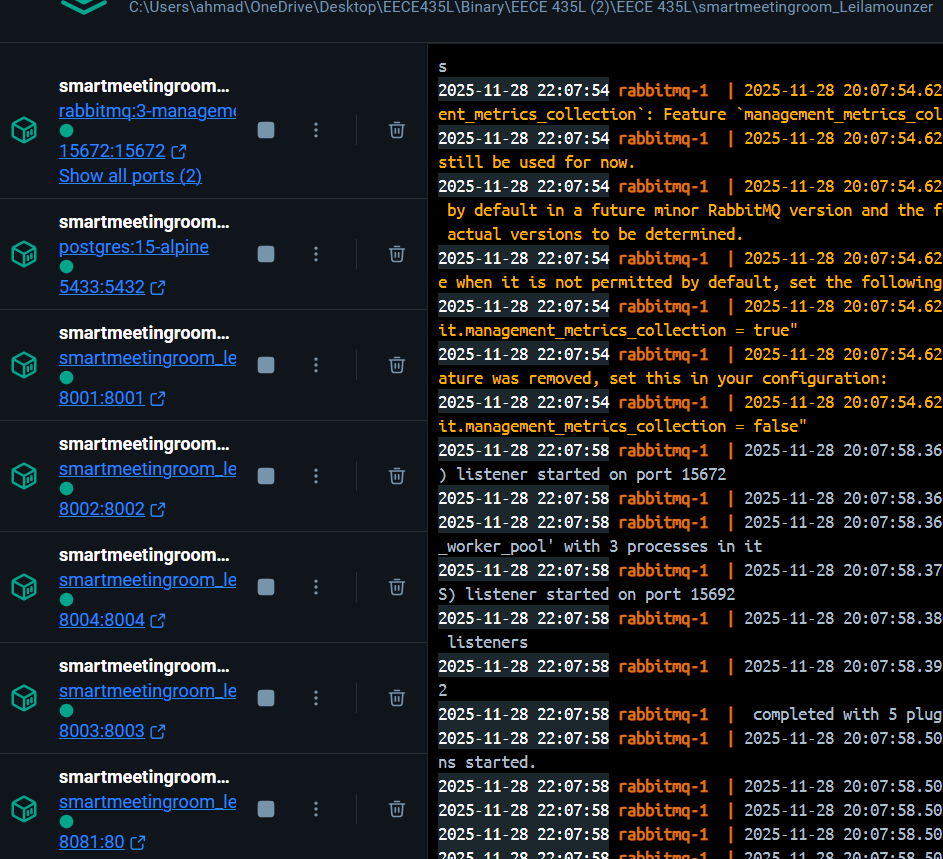 C:\Users\ahmad\OneDrive\Desktop\EECE435L\Binary\EECE 435L (2)\EECE 435L\smartmeetingroom_Leilamounzer
smartmeetingroom...
rabbitmq:3-manageme
15672:15672
Show all ports (2)
smartmeetingroom...
postgres:15-alpine
5433:5432
smartmeetingroom...
smartmeetingroom_le
8001:8001
smartmeetingroom...
smartmeetingroom_le
8002:8002
smartmeetingroom...
smartmeetingroom_le
8004:8004
smartmeetingroom...
smartmeetingroom_le
8003:8003
smartmeetingroom...
smartmeetingroom_le
8081:80
s
2025-11-28 22:07:54 rabbitmq-1 | 2025-11-28 20:07:54.62
ent_metrics_collection`: Feature `management_metrics_col
2025-11-28 22:07:54 rabbitmq-1 | 2025-11-28 20:07:54.62
still be used for now.
2025-11-28 22:07:54 rabbitmq-1 | 2025-11-28 20:07:54.62
by default in a future minor RabbitMQ version and the f
actual versions to be determined.
2025-11-28 22:07:54 rabbitmq-1 | 2025-11-28 20:07:54.62
e when it is not permitted by default, set the following
2025-11-28 22:07:54 rabbitmq-1 | 2025-11-28 20:07:54.62
it.management_metrics_collection = true"
2025-11-28 22:07:54 rabbitmq-1 | 2025-11-28 20:07:54.62
ature was removed, set this in your configuration:
2025-11-28 22:07:54 rabbitmq-1 | 2025-11-28 20:07:54.62
it.management_metrics_collection = false"
2025-11-28 22:07:58 rabbitmq-1 | 2025-11-28 20:07:58.36
) listener started on port 15672
2025-11-28 22:07:58 rabbitmq-1 | 2025-11-28 20:07:58.36
2025-11-28 22:07:58 rabbitmq-1 | 2025-11-28 20:07:58.36
_worker_pool' with 3 processes in it
2025-11-28 22:07:58 rabbitmq-1 | 2025-11-28 20:07:58.37
S) listener started on port 15692
2025-11-28 22:07:58 rabbitmq-1 | 2025-11-28 20:07:58.38
listeners
2025-11-28 22:07:58 rabbitmq-1 | 2025-11-28 20:07:58.39
2
2025-11-28 22:07:58 rabbitmq-1 | completed with 5 plug
2025-11-28 22:07:58 rabbitmq-1 | 2025-11-28 20:07:58.50
ns started.
2025-11-28 22:07:58 rabbitmq-1 | 2025-11-28 20:07:58.50
2025-11-28 22:07:58 rabbitmq-1 | 2025-11-28 20:07:58.50
2025-11-28 22:07:58 rabbitmq-1 | 2025-11-28 20:07:58.50
2025-11-28 22:07:58 rabbitmq-1 | 2025-11-28 20:07:58.50